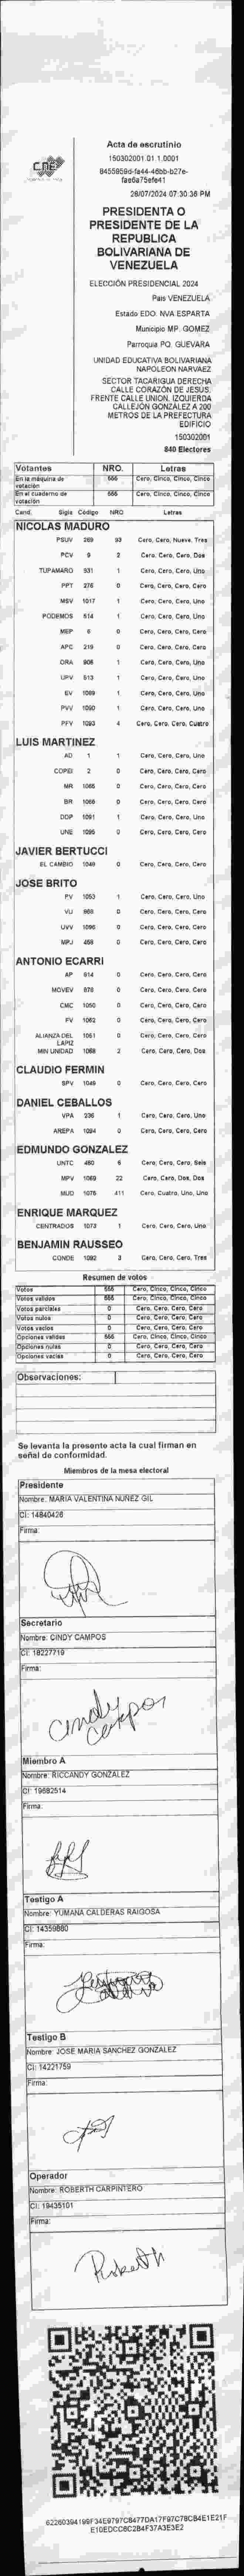 CNE
Acta de escrutinio
150302001.01.1.0001
8455959d-fa44-46bb-b27e-
fae6a75efe41
28/07/2024 07:30:36 PM
PRESIDENTA O
PRESIDENTE DE LA
REPUBLICA
BOLIVARIANA DE
VENEZUELA
ELECCIÓN PRESIDENCIAL 2024
Pais VENEZUELA
Estado EDO. NVA.ESPARTA
Municipio MP. GOMEZ
Parroquia PQ. GUEVARA
UNIDAD EDUCATIVA BOLIVARIANA
NAPOLEON NARVAEZ
SECTOR TACARIGUA DERECHA
CALLE CORAZÓN DE JESUS.
FRENTE CALLE UNION. IZQUIERDA
CALLEJÓN GONZÁLEZ A 200
METROS DE LA PREFECTURA
EDIFICIO
150302001
840 Electores
Votantes NRO. Letras
En la máquina de votación 555 Cero, Cinco, Cinco, Cinco
En el cuaderno de votación 555 Cero, Cinco, Cinco, Cinco
Cand. Sigla Código NRO Letras
NICOLAS MADURO
PSUV 269 93 Cero, Cero, Nueve, Tres
PCV 9 2 Cero, Cero, Cero, Dos
TUPAMARO 931 1 Cero, Cero, Cero, Uno
PPT 276 0 Cero, Cero, Cero, Cero
MSV 1017 1 Cero, Cero, Cero, Uno
PODEMOS 514 1 Cero, Cero, Cero, Uno
MEP 6 0 Cero, Cero, Cero, Cero
APC 219 0 Cero, Cero, Cero, Cero
ORA 908 1 Cero, Cero, Cero, Uno
UPV 513 1 Cero, Cero, Cero, Uno
EV 1089 1 Cero, Cero, Cero, Uno
PVV 1090 1 Cero, Cero, Cero, Uno
PFV 1093 4 Cero, Cero, Cero, Cuatro
LUIS MARTINEZ
AD 1 1 Cero, Cero, Cero, Uno
COPEI 2 0 Cero, Cero, Cero, Cero
MR 1065 0 Cero, Cero, Cero, Cero
BR 1066 0 Cero, Cero, Cero, Cero
DDP 1091 1 Cero, Cero, Cero, Uno
UNE 1095 0 Cero, Cero, Cero, Cero
JAVIER BERTUCCI
EL CAMBIO 1049 0 Cero, Cero, Cero, Cero
JOSE BRITO
PV 1053 1 Cero, Cero, Cero, Uno
VU 868 0 Cero, Cero, Cero, Cero
UVV 1096 0 Cero, Cero, Cero, Cero
MPJ 458 0 Cero, Cero, Cero, Cero
ANTONIO ECARRI
AP 614 0 Cero, Cero, Cero, Cero
MOVEV 970 0 Cero, Cero, Cero, Cero
CMC 1050 0 Cero, Cero, Cero, Cero
FV 1062 0 Cero, Cero, Cero, Cero
ALIANZA DEL LAPIZ 1051 0 Cero, Cero, Cero, Cero
MIN UNIDAD 1088 2 Cero, Cero, Cero, Dos
CLAUDIO FERMIN
SPV 1048 0 Cero, Cero, Cero, Cero
DANIEL CEBALLOS
VPA 236 1 Cero, Cero, Cero, Uno
AREPA 1094 0 Cero, Cero, Cero, Cero
EDMUNDO GONZALEZ
UNTC 460 6 Cero, Cero, Cero, Seis
MPV 1069 22 Cero, Cero, Dos, Dos
MUD 1075 411 Cero, Cuatro, Uno, Uno
ENRIQUE MARQUEZ
CENTRADOS 1073 1 Cero, Cero, Cero, Uno
BENJAMIN RAUSSEO
CONDE 1092 3 Cero, Cero, Cero, Tres
Resumen de votos
Votos 555 Cero, Cinco, Cinco, Cinco
Votos validos 555 Cero, Cinco, Cinco, Cinco
Votos parciales 0 Cero, Cero, Cero, Cero
Votos nulos 0 Cero, Cero, Cero, Cero
Votos vacios 0 Cero, Cero, Cero, Cero
Opciones validas 555 Cero, Cinco, Cinco, Cinco
Opciones nulas 0 Cero, Cero, Cero, Cero
Opciones vacias 0 Cero, Cero, Cero, Cero
Observaciones:
Se levanta la presente acta la cual firman en
señal de conformidad.
Miembros de la mesa electoral
Presidente
Nombre: MARIA VALENTINA NUÑEZ GIL
CI: 14840426
Firma:
Secretario
Nombre: CINDY CAMPOS
CI: 18227719
Firma:
Cindy
Campos
Miembro A
Nombre: RICCANDY GONZALEZ
CI: 19682514
Firma:
Testigo A
Nombre: YUMANA CALDERAS RAIGOSA
CI: 14359860
Firma:
Testigo B
Nombre: JOSE MARIA SANCHEZ GONZALEZ
CI: 14221759
Firma:
Operador
Nombre: ROBERTH CARPINTERO
CI: 19435101
Firma:
Roberth
62260394199F34E9797C8477DA17F97C78CB4E1E21F
E10EDCC8C2B4F37A3E3E2